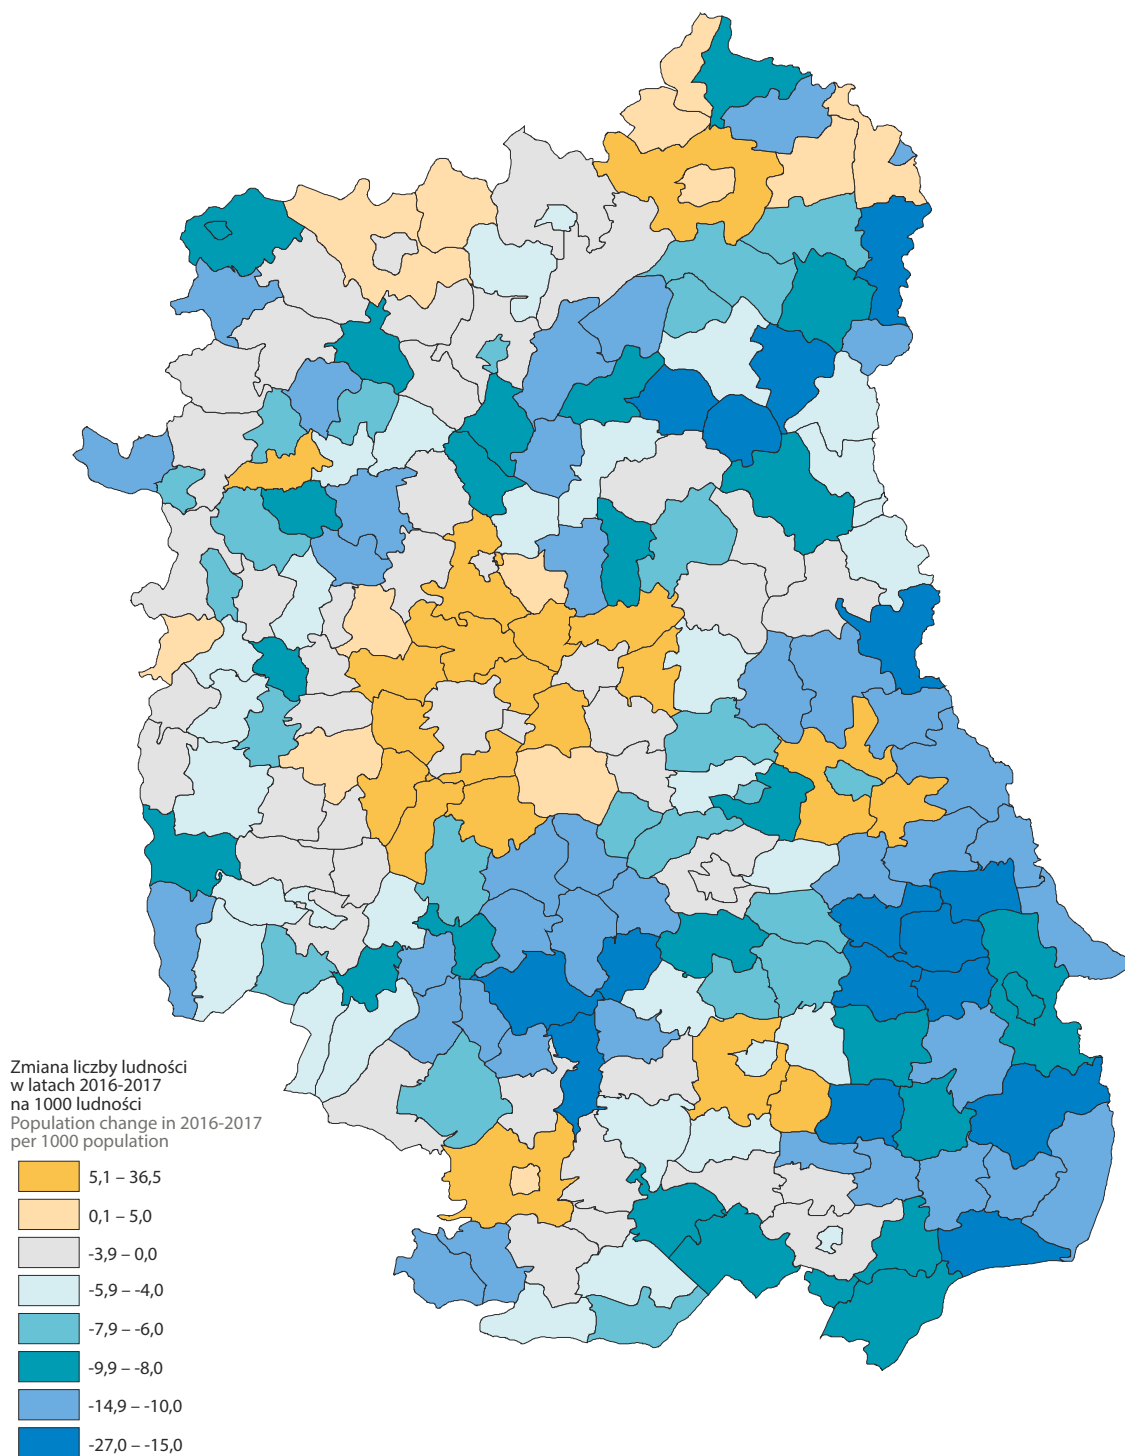 Zmiana liczby ludności
w latach 2016-2017
na 1000 ludności
Population change in 2016-2017
per 1000 population
5,1 – 36,5
0,1 – 5,0
-3,9 – 0,0
-5,9 – -4,0
-7,9 – -6,0
-9,9 – -8,0
-14,9 – -10,0
-27,0 – -15,0